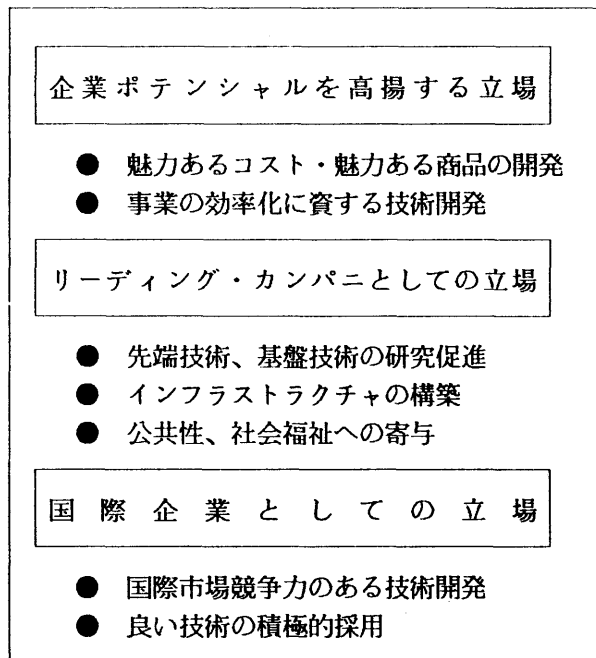 企業ポテンシャルを高揚する立場
● 魅力あるコスト・魅力ある商品の開発
● 事業の効率化に資する技術開発
リーディング・カンパニとしての立場
● 先端技術、基盤技術の研究促進
● インフラストラクチャの構築
● 公共性、社会福祉への寄与
国際企業としての立場
● 国際市場競争力のある技術開発
● 良い技術の積極的採用